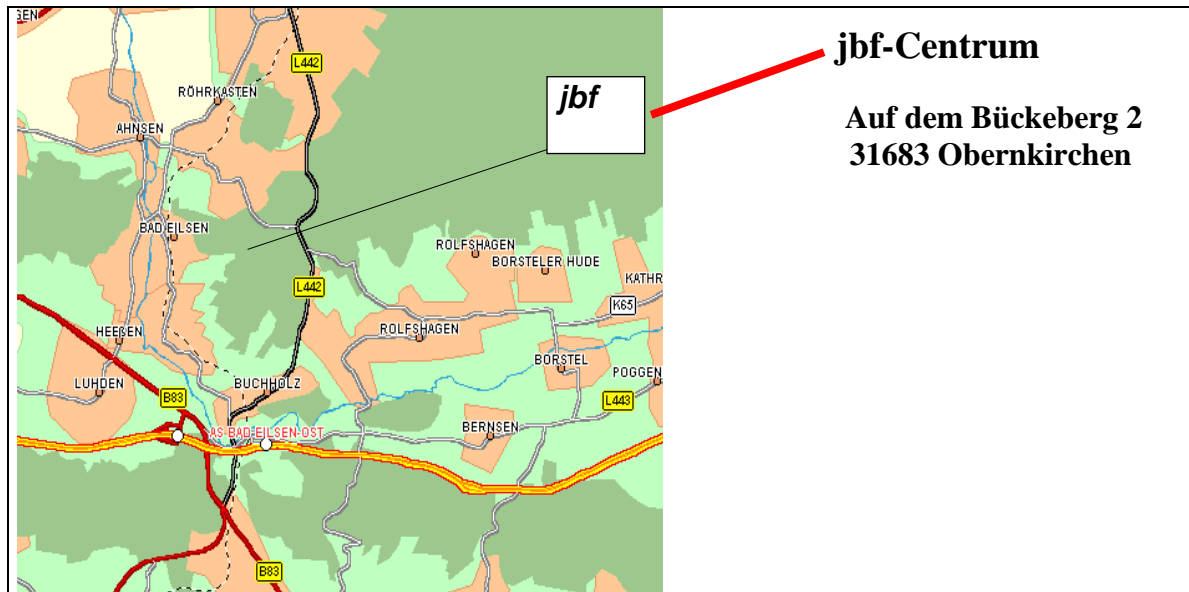 GEN
L442
RÖHRKASTEN
AHNSEN
jbf
jbf-Centrum
Auf dem Bückeberg 2
31683 Obernkirchen
BAD EILSEN
ROLFSHAGEN
BORSTELER HUDE
KATHR
L442
K65
HEEßEN
ROLFSHAGEN
BORSTEL
POGGEN
LUHDEN
BUCHHOLZ
B83
L443
AS-BAD-EILSEN-OST
BERNSEN
B83